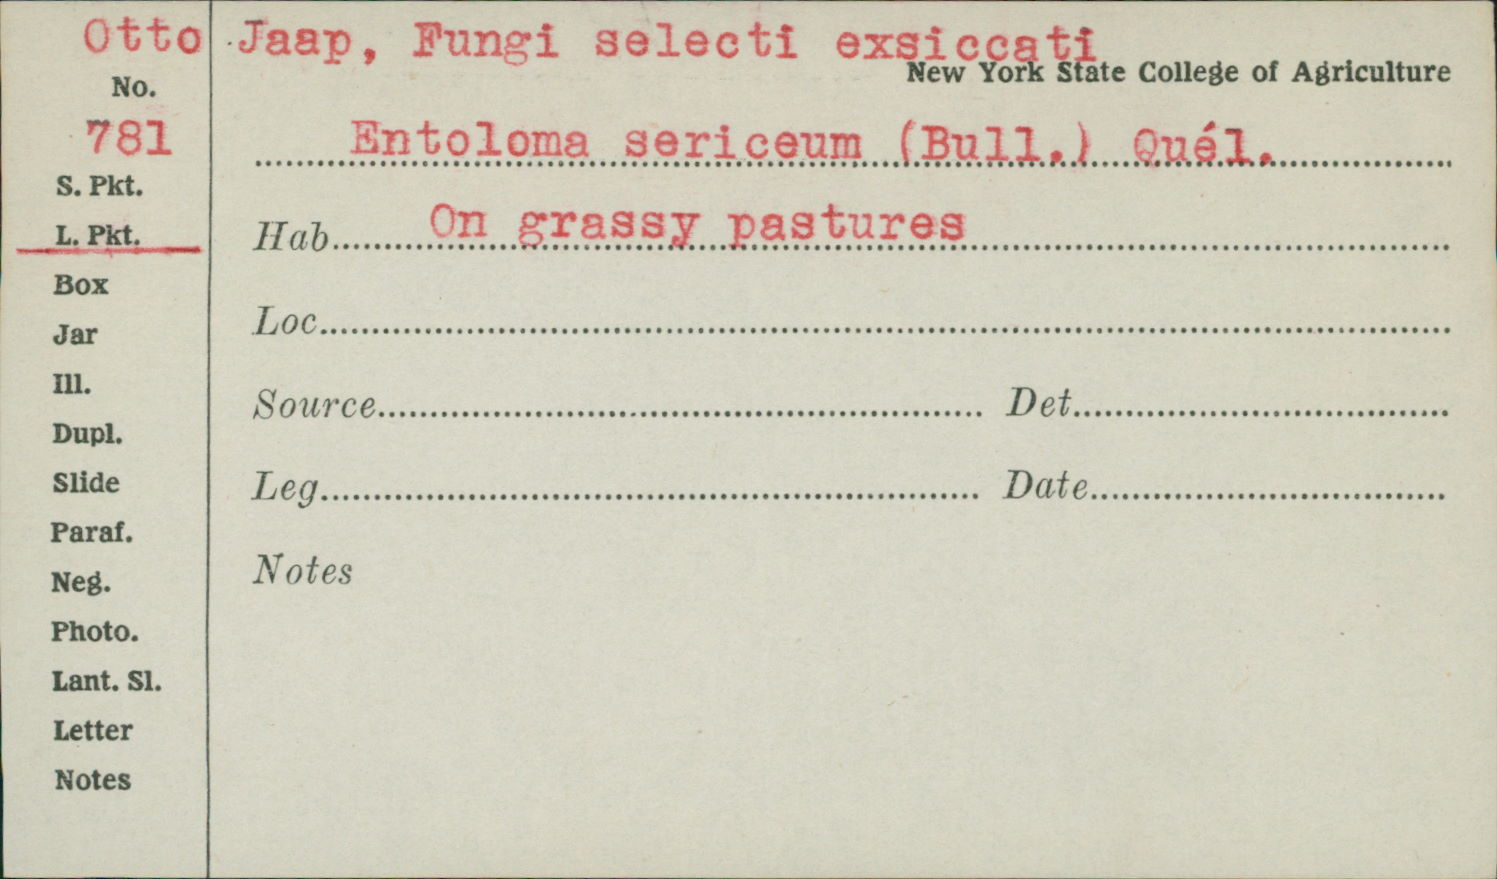 Otto Jaap, Fungi selecti exsiccati
New York State College of Agriculture
No.
781
Entoloma sericeum (Bull.) Quél.
S. Pkt.
L. Pkt.
Hab. On grassy pastures
Box
Loc.
Jar
Ill.
Source Det.
Dupl.
Slide
Leg. Date
Paraf.
Notes
Neg.
Photo.
Lant. Sl.
Letter
Notes